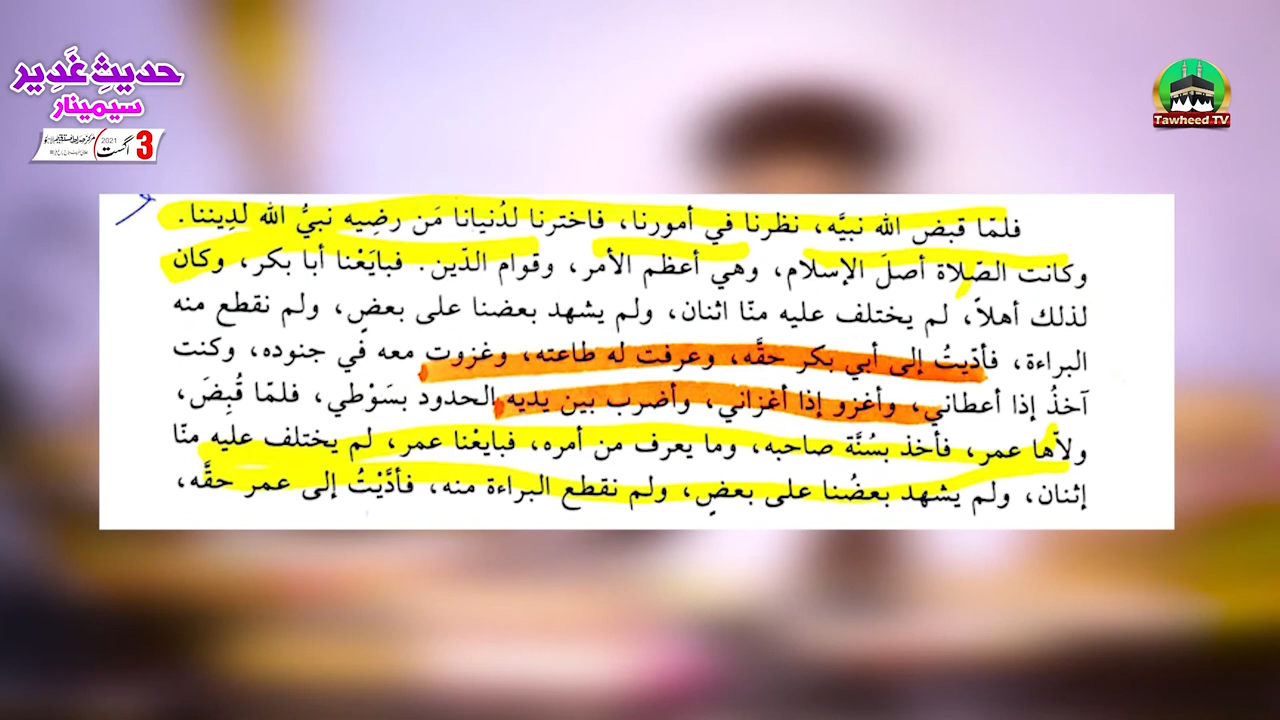 حدیثِ غَدِیر
سیمینار
3 اگست 2021
Tawheed TV
فلمّا قبض الله نبيَّه، نظرنا في أمورنا، فاخترنا لدُنيانا مَن رضِيه نبيُّ الله لدِيننا.
وكانت الصّلاة أصلَ الإسلام، وهي أعظم الأمر، وقوام الدّين. فبايَعْنا أبا بكر، وكان
لذلك أهلاً، لم يختلف عليه منّا اثنان، ولم يشهد بعضنا على بعضٍ، ولم نقطع منه
البراءة، فأدّيتُ إلى أبي بكر حقَّه، وعرفت له طاعته، وغزوت معه في جنوده، وكنت
آخذُ إذا أعطاني، وأغزو إذا أغزاني، وأضرب بين يديه الحدود بسَوْطي، فلمّا قُبِضَ،
ولاّها عمر، فأخذ بسُنَّة صاحبه، وما يعرف من أمره، فبايعْنا عمر، لم يختلف عليه منّا
إثنان، ولم يشهد بعضُنا على بعضٍ، ولم نقطع البراءة منه، فأدَّيْتُ إلى عمر حقَّه،